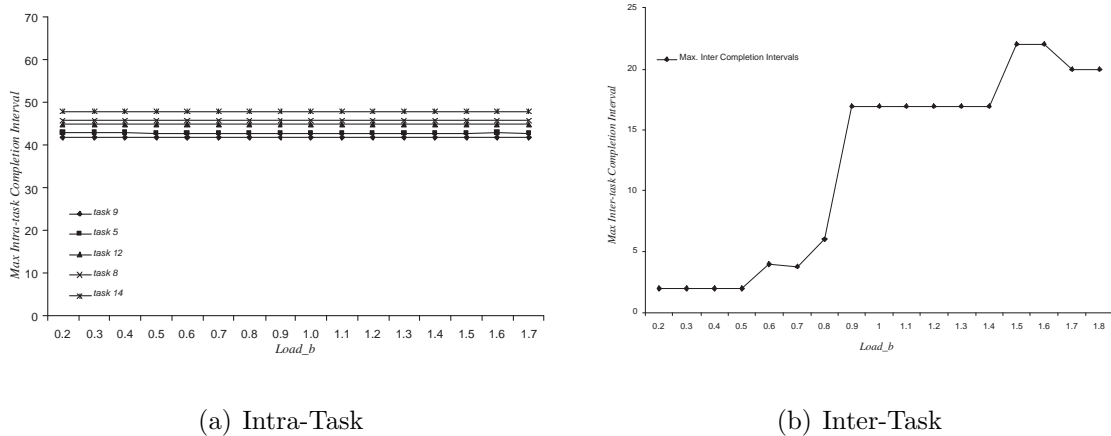 Max Intra-task Completion Interval
70
60
50
40
30
20
10
0
task 9
task 5
task 12
task 8
task 14
0.2 0.3 0.4 0.5 0.6 0.7 0.8 0.9 1.0 1.1 1.2 1.3 1.4 1.5 1.6 1.7
Load_b
(a) Intra-Task
Max Inter-task Completion Interval
25
20
15
10
5
0
Max. Inter Completion Intervals
0.2 0.3 0.4 0.5 0.6 0.7 0.8 0.9 1 1.1 1.2 1.3 1.4 1.5 1.6 1.7 1.8
Load_b
(b) Inter-Task